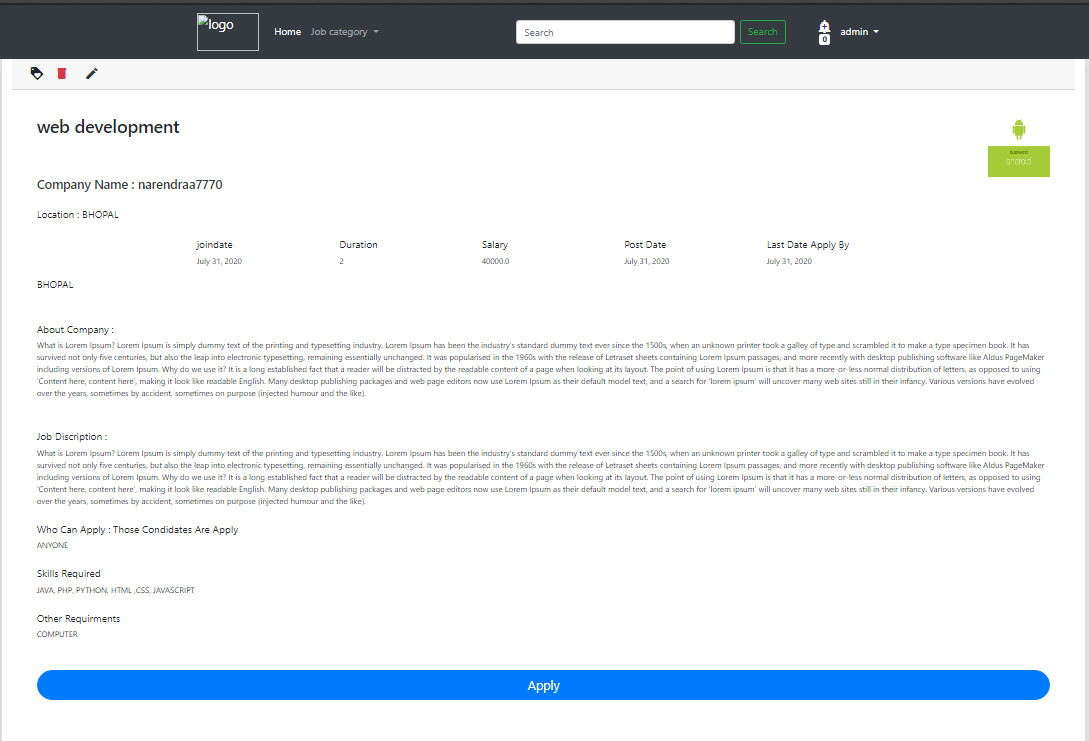 logo
Home Job category Search Search 0 admin
web development
android
Company Name : narendraa7770
Location : BHOPAL
joindate Duration Salary Post Date Last Date Apply By
July 31, 2020 2 40000.0 July 31, 2020 July 31, 2020
BHOPAL
About Company :
What is Lorem Ipsum? Lorem Ipsum is simply dummy text of the printing and typesetting industry. Lorem Ipsum has been the industry's standard dummy text ever since the 1500s, when an unknown printer took a galley of type and scrambled it to make a type specimen book. It has
survived not only five centuries, but also the leap into electronic typesetting, remaining essentially unchanged. It was popularised in the 1960s with the release of Letraset sheets containing Lorem Ipsum passages, and more recently with desktop publishing software like Aldus PageMaker
including versions of Lorem Ipsum. Why do we use it? It is a long established fact that a reader will be distracted by the readable content of a page when looking at its layout. The point of using Lorem Ipsum is that it has a more-or-less normal distribution of letters, as opposed to using
'Content here, content here', making it look like readable English. Many desktop publishing packages and web page editors now use Lorem Ipsum as their default model text, and a search for 'lorem ipsum' will uncover many web sites still in their infancy. Various versions have evolved
over the years, sometimes by accident, sometimes on purpose (injected humour and the like).
Job Discription :
What is Lorem Ipsum? Lorem Ipsum is simply dummy text of the printing and typesetting industry. Lorem Ipsum has been the industry's standard dummy text ever since the 1500s, when an unknown printer took a galley of type and scrambled it to make a type specimen book. It has
survived not only five centuries, but also the leap into electronic typesetting, remaining essentially unchanged. It was popularised in the 1960s with the release of Letraset sheets containing Lorem Ipsum passages, and more recently with desktop publishing software like Aldus PageMaker
including versions of Lorem Ipsum. Why do we use it? It is a long established fact that a reader will be distracted by the readable content of a page when looking at its layout. The point of using Lorem Ipsum is that it has a more-or-less normal distribution of letters, as opposed to using
'Content here, content here', making it look like readable English. Many desktop publishing packages and web page editors now use Lorem Ipsum as their default model text, and a search for 'lorem ipsum' will uncover many web sites still in their infancy. Various versions have evolved
over the years, sometimes by accident, sometimes on purpose (injected humour and the like).
Who Can Apply : Those Condidates Are Apply
ANYONE
Skills Required
JAVA, PHP, PYTHON, HTML ,CSS, JAVASCRIPT
Other Requirments
COMPUTER
Apply